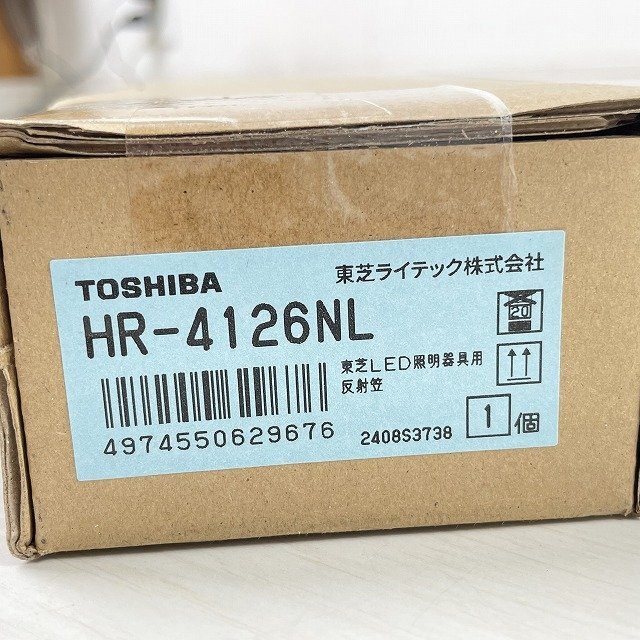 TOSHIBA
東芝ライテック株式会社
HR-4126NL
20
東芝LED照明器具用
反射笠
4974550629676
2408S3738
1個